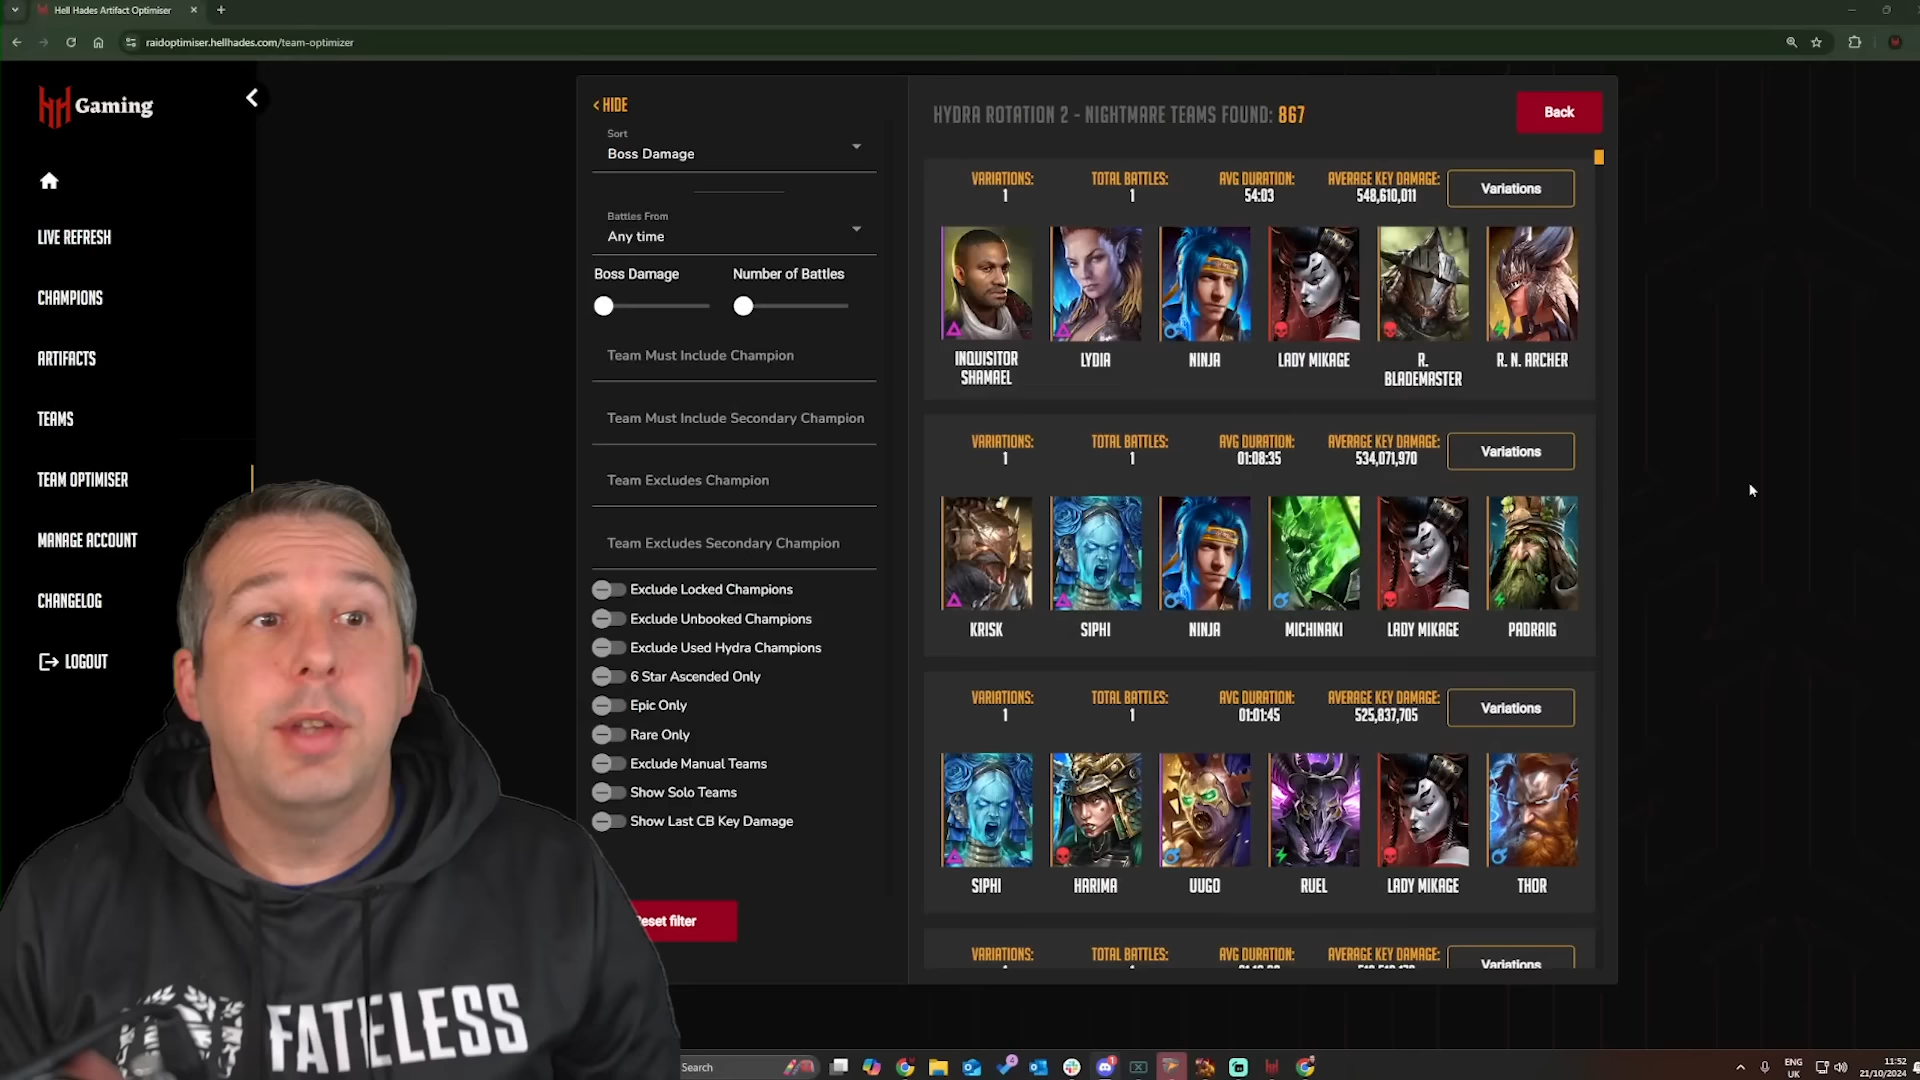 Hell Hades Artifact Optimiser
raidoptimiser.hellhades.com/team-optimizer
Gaming
LIVE REFRESH
CHAMPIONS
ARTIFACTS
TEAMS
TEAM OPTIMISER
MANAGE ACCOUNT
CHANGELOG
LOGOUT
< HIDE
Sort
Boss Damage
Battles From
Any time
Boss Damage
Number of Battles
Team Must Include Champion
Team Must Include Secondary Champion
Team Excludes Champion
Team Excludes Secondary Champion
Exclude Locked Champions
Exclude Unbooked Champions
Exclude Used Hydra Champions
6 Star Ascended Only
Epic Only
Rare Only
Exclude Manual Teams
Show Solo Teams
Show Last CB Key Damage
eset filter
HYDRA ROTATION 2 - NIGHTMARE TEAMS FOUND: 867
Back
VARIATIONS: TOTAL BATTLES: AVG DURATION: AVERAGE KEY DAMAGE: Variations
1 1 54:03 548,610,011
INQUISITOR SHAMAEL LYDIA NINJA LADY MIKAGE R. BLADEMASTER R. N. ARCHER
VARIATIONS: TOTAL BATTLES: AVG DURATION: AVERAGE KEY DAMAGE: Variations
1 1 01:08:35 534,071,970
KRISK SIPHI NINJA MICHINAKI LADY MIKAGE PADRAIG
VARIATIONS: TOTAL BATTLES: AVG DURATION: AVERAGE KEY DAMAGE: Variations
1 1 01:01:45 525,837,705
SIPHI HARIMA UUGO RUEL LADY MIKAGE THOR
VARIATIONS: TOTAL BATTLES: AVG DURATION: AVERAGE KEY DAMAGE: Variations
FATELESS
Search
4
1
ENG
UK
11:52
21/10/2024